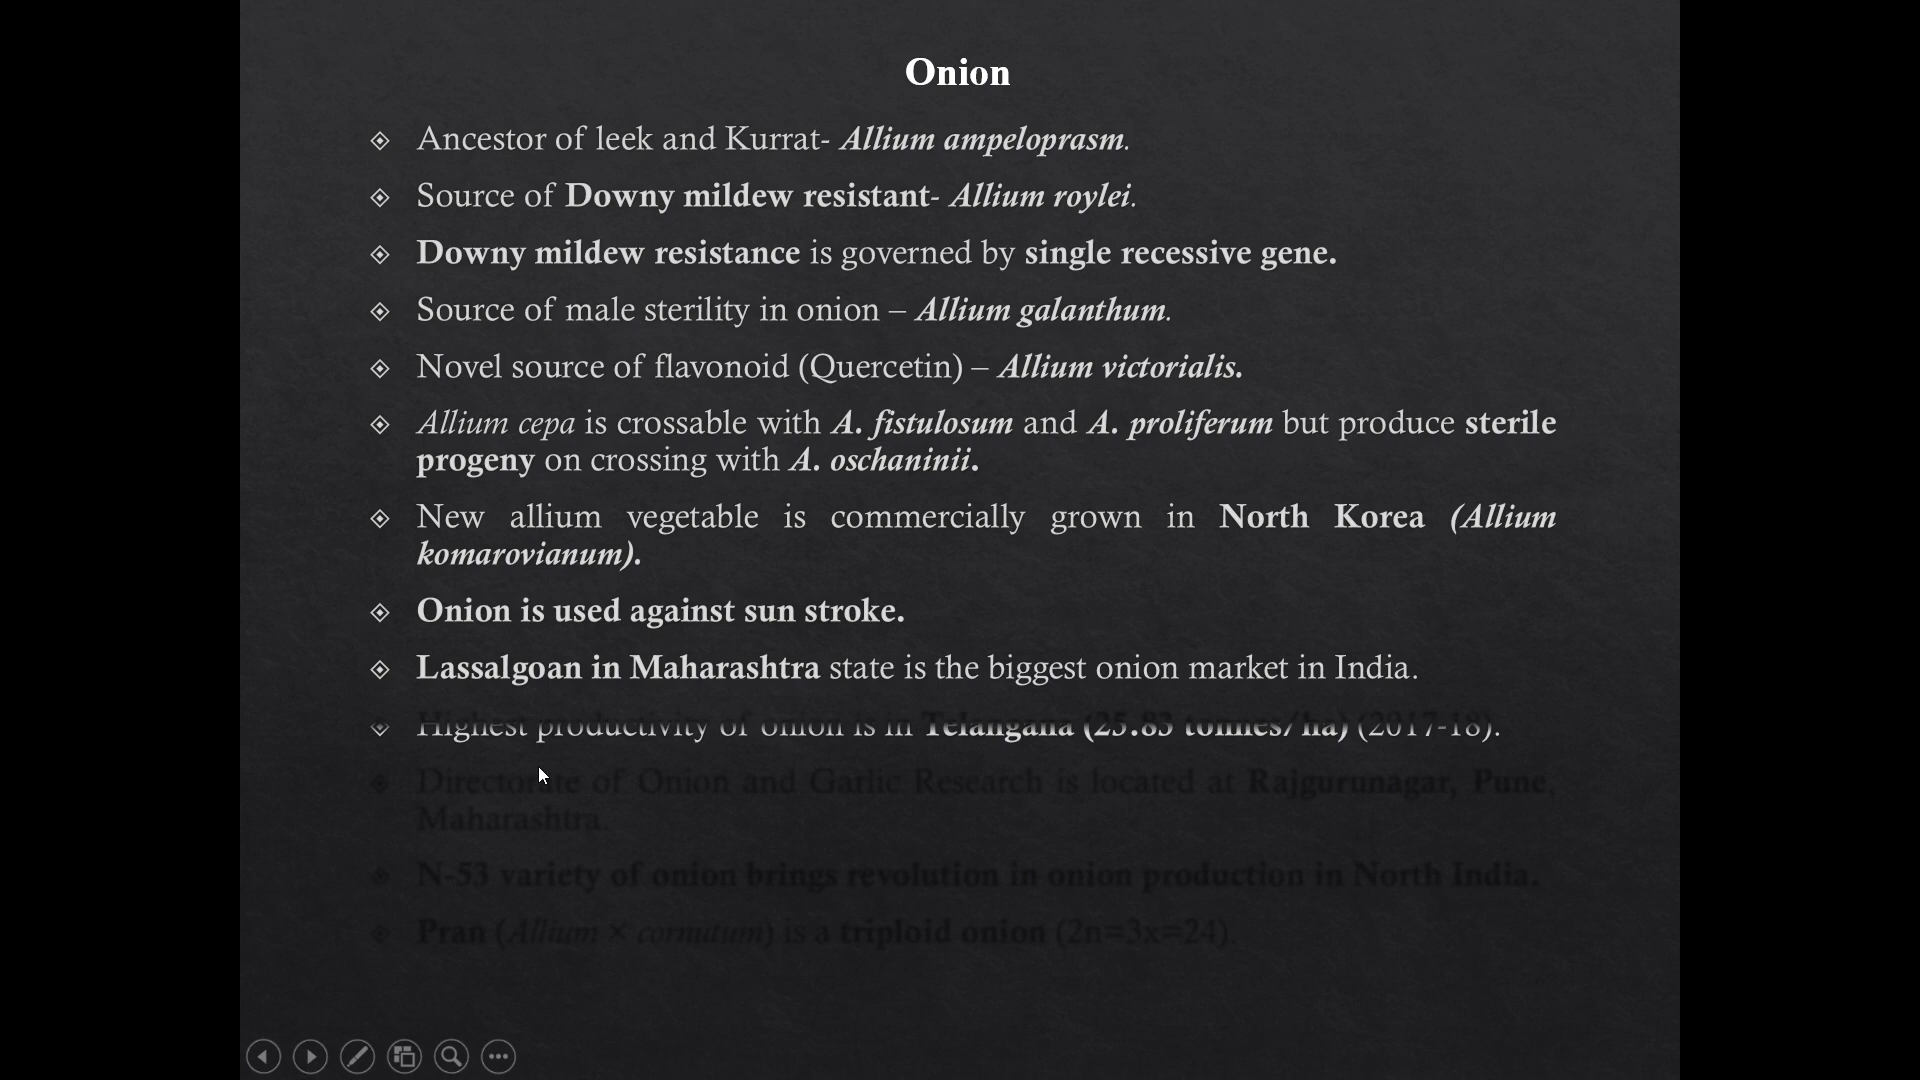 Onion
Ancestor of leek and Kurrat- Allium ampeloprasm.
Source of Downy mildew resistant- Allium roylei.
Downy mildew resistance is governed by single recessive gene.
Source of male sterility in onion – Allium galanthum.
Novel source of flavonoid (Quercetin) – Allium victorialis.
Allium cepa is crossable with A. fistulosum and A. proliferum but produce sterile
progeny on crossing with A. oschaninii.
New allium vegetable is commercially grown in North Korea (Allium
komarovianum).
Onion is used against sun stroke.
Lassalgoan in Maharashtra state is the biggest onion market in India.
Highest productivity of onion is in Telangana (25.83 tonnes/ha) (2017-18).
Directorate of Onion and Garlic Research is located at Rajgurunagar, Pune,
Maharashtra.
N-53 variety of onion brings revolution in onion production in North India.
Pran (Allium × cornutum) is a triploid onion (2n=3x=24).